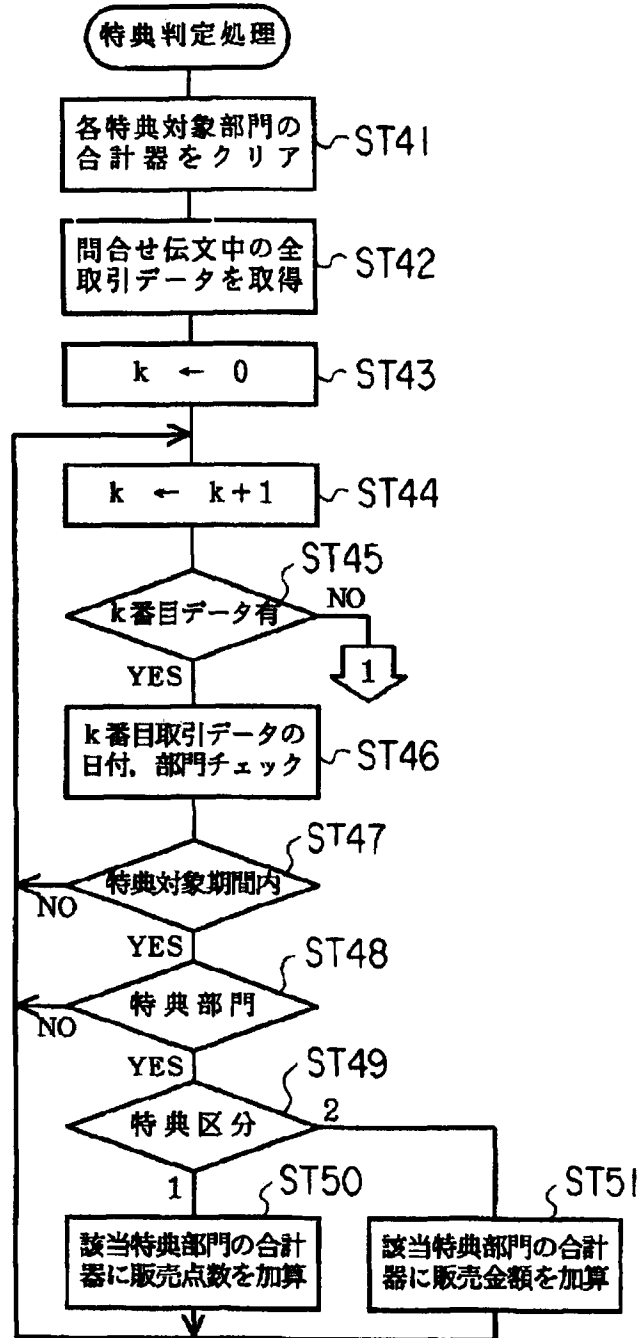 特典判定処理
各特典対象部門の
合計器をクリア
ST41
問合せ伝文中の全
取引データを取得
ST42
k ← 0
ST43
k ← k+1
ST44
ST45
k番目データ有
NO
YES
1
k番目取引データの
日付，部門チェック
ST46
ST47
特典対象期間内
NO
YES
ST48
特典部門
NO
YES
ST49
特典区分
2
1
ST50
ST51
該当特典部門の合計
器に販売点数を加算
該当特典部門の合計
器に販売金額を加算